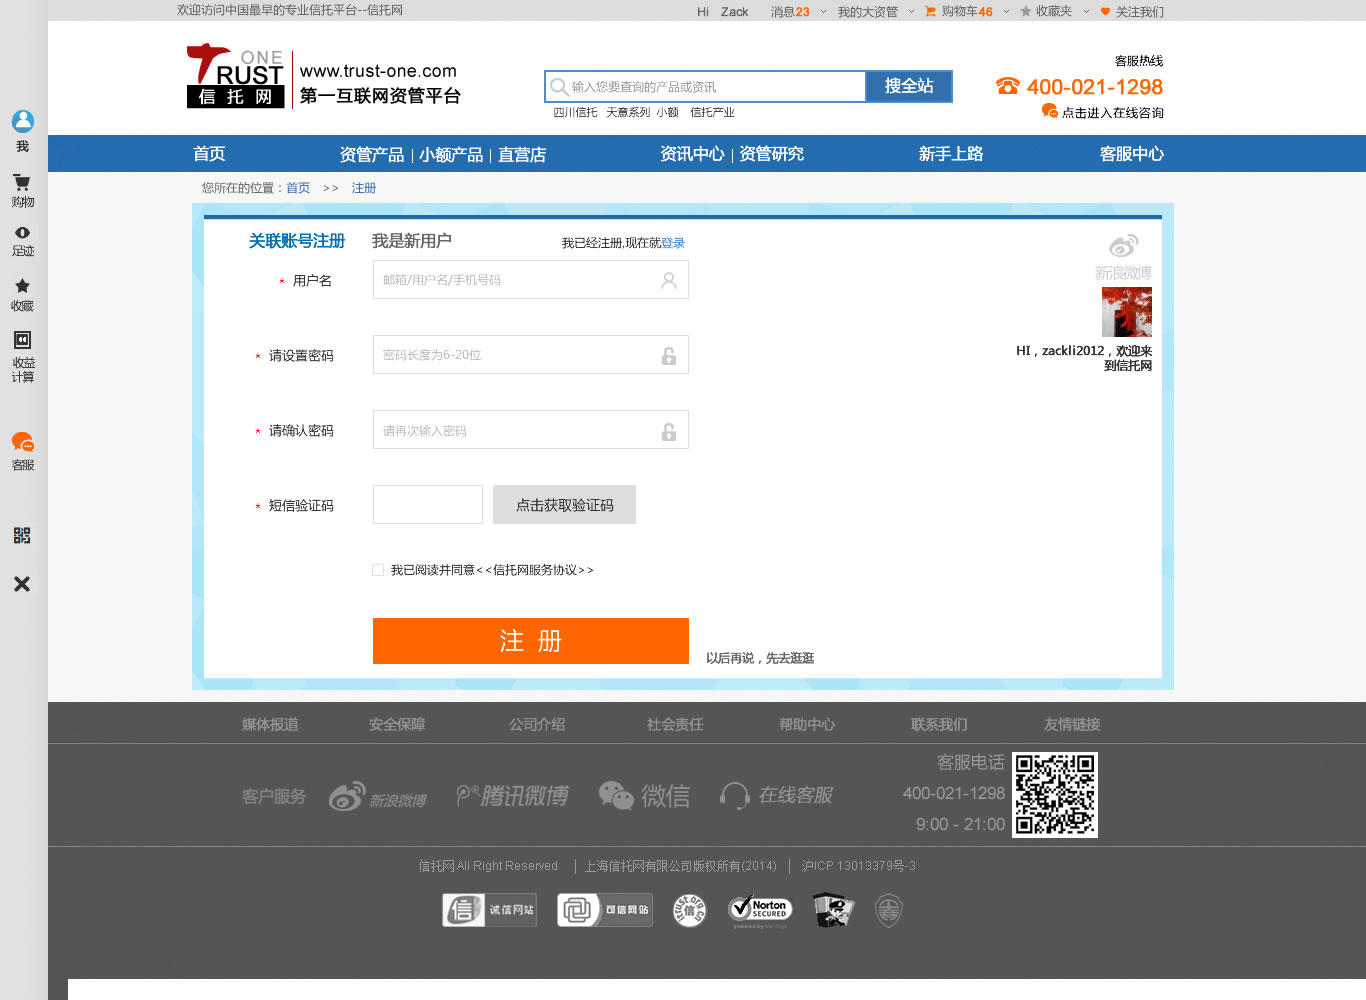 欢迎访问中国最早的专业信托平台--信托网
Hi Zack 消息23 我的大资管 购物车46 收藏夹 关注我们
TRUST ONE
信托网
www.trust-one.com
第一互联网资管平台
输入您要查询的产品或资讯
搜全站
四川信托 天意系列 小额 信托产业
客服热线
400-021-1298
点击进入在线咨询
首页 资管产品 | 小额产品 | 直营店 资讯中心 | 资管研究 新手上路 客服中心
我
购物
足迹
收藏
收益
计算
客服
您所在的位置：首页 >> 注册
关联账号注册 我是新用户 我已经注册,现在就登录
* 用户名 邮箱/用户名/手机号码
* 请设置密码 密码长度为6-20位
* 请确认密码 请再次输入密码
* 短信验证码 点击获取验证码
我已阅读并同意<<信托网服务协议>>
注 册
以后再说，先去逛逛
新浪微博
HI，zackli2012，欢迎来
到信托网
媒体报道 安全保障 公司介绍 社会责任 帮助中心 联系我们 友情链接
客户服务 新浪微博 腾讯微博 微信 在线客服
客服电话
400-021-1298
9:00 - 21:00
信托网 All Right Reserved | 上海信托网有限公司版权所有(2014) | 沪ICP 13013379号-3
信 诚信网站 可信网站 trust.org.cn 信 Norton SECURED